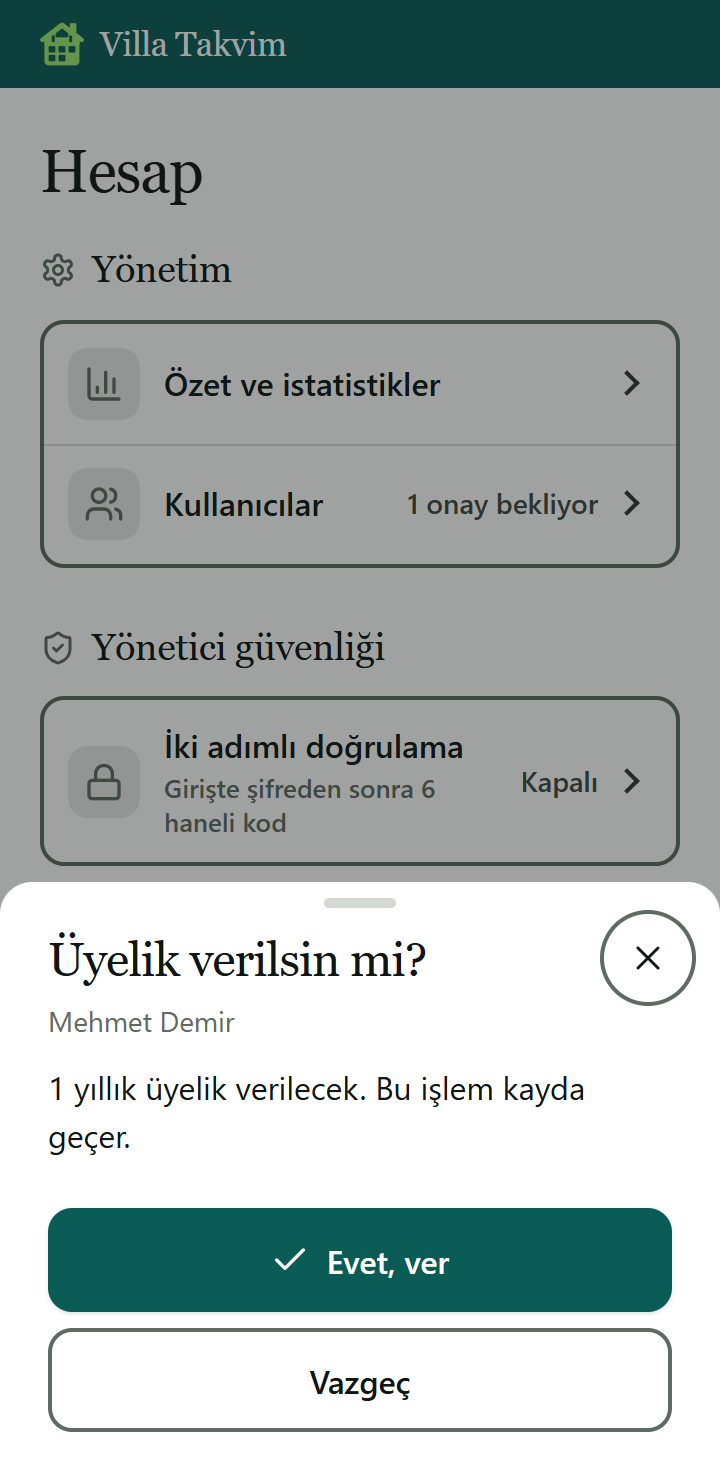 Villa Takvim
Hesap
Yönetim
Özet ve istatistikler
Kullanıcılar
1 onay bekliyor
Yönetici güvenliği
İki adımlı doğrulama
Girişte şifreden sonra 6
haneli kod
Kapalı
Üyelik verilsin mi?
Mehmet Demir
1 yıllık üyelik verilecek. Bu işlem kayda
geçer.
Evet, ver
Vazgeç